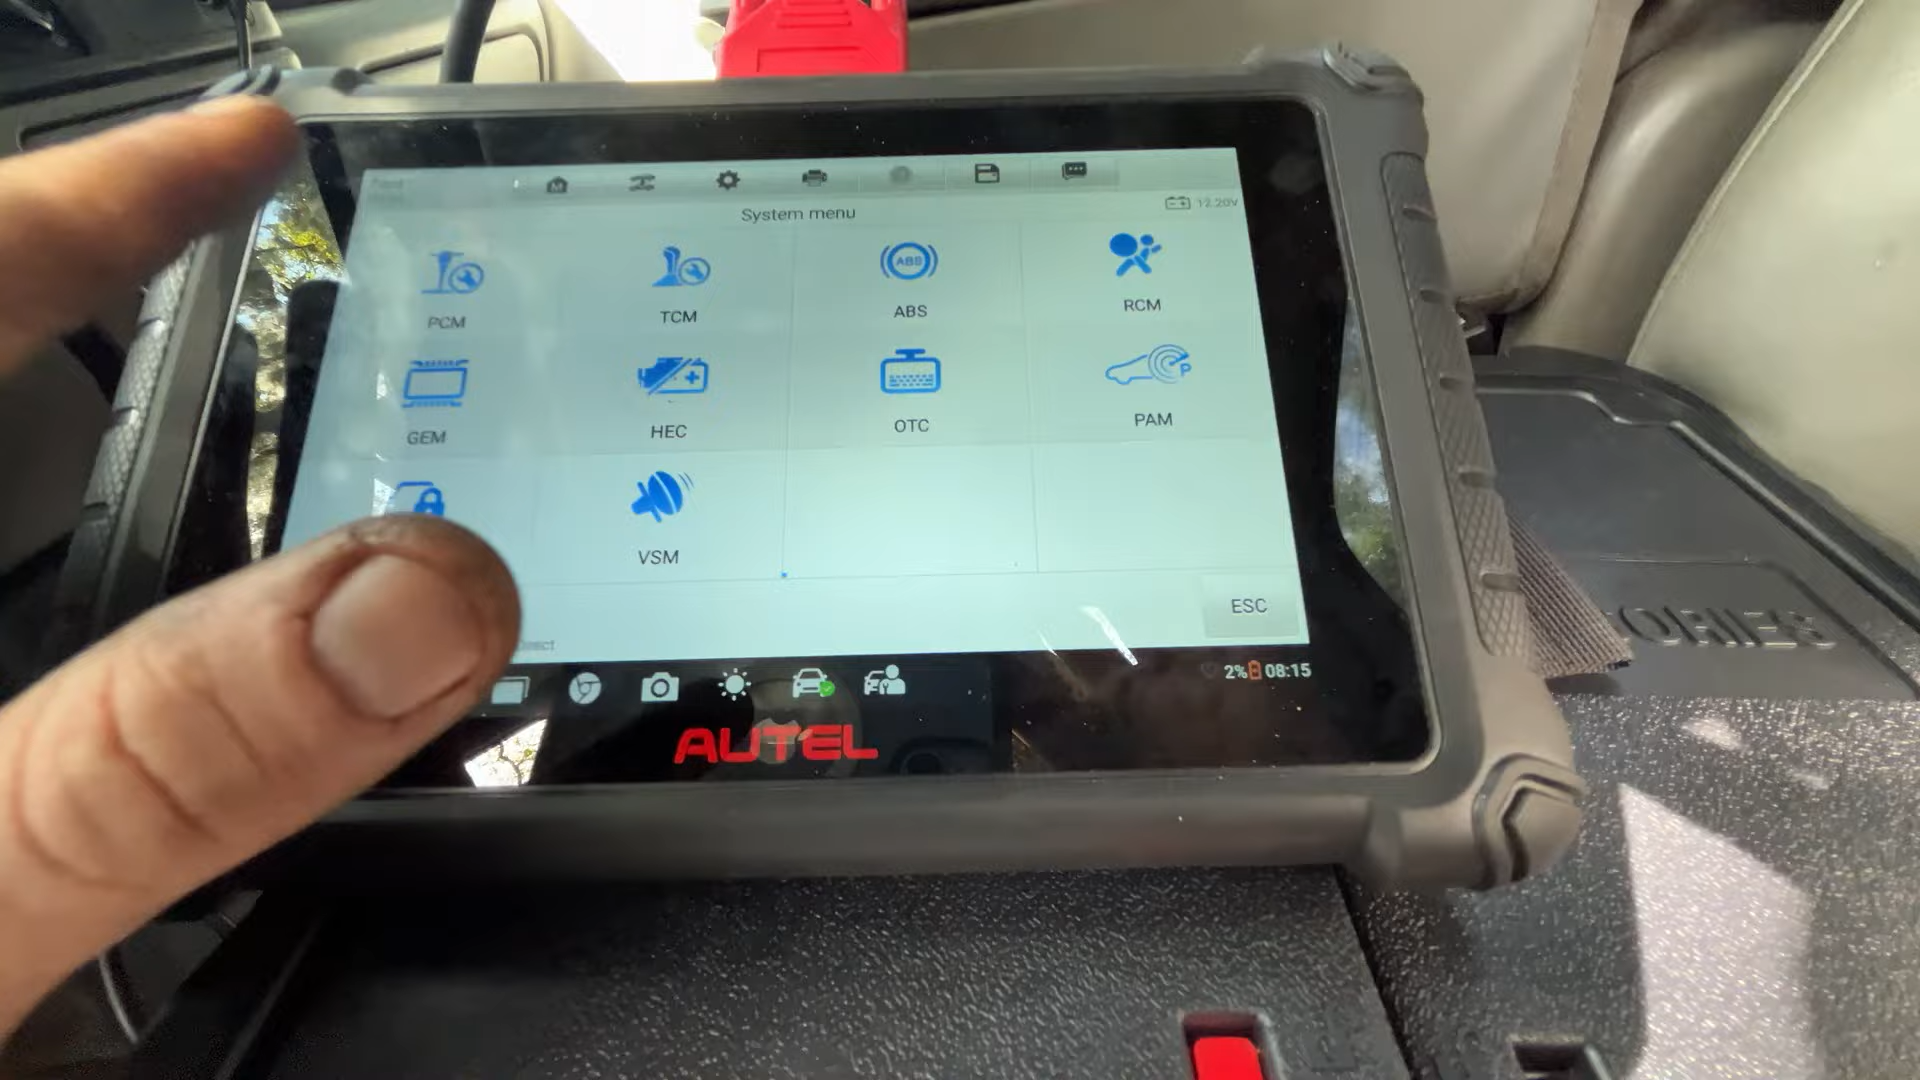 System menu
12.20V
PCM
TCM
ABS
ABS
RCM
GEM
HEC
OTC
PAM
VSM
ESC
2% 08:15
AUTEL
ORIES